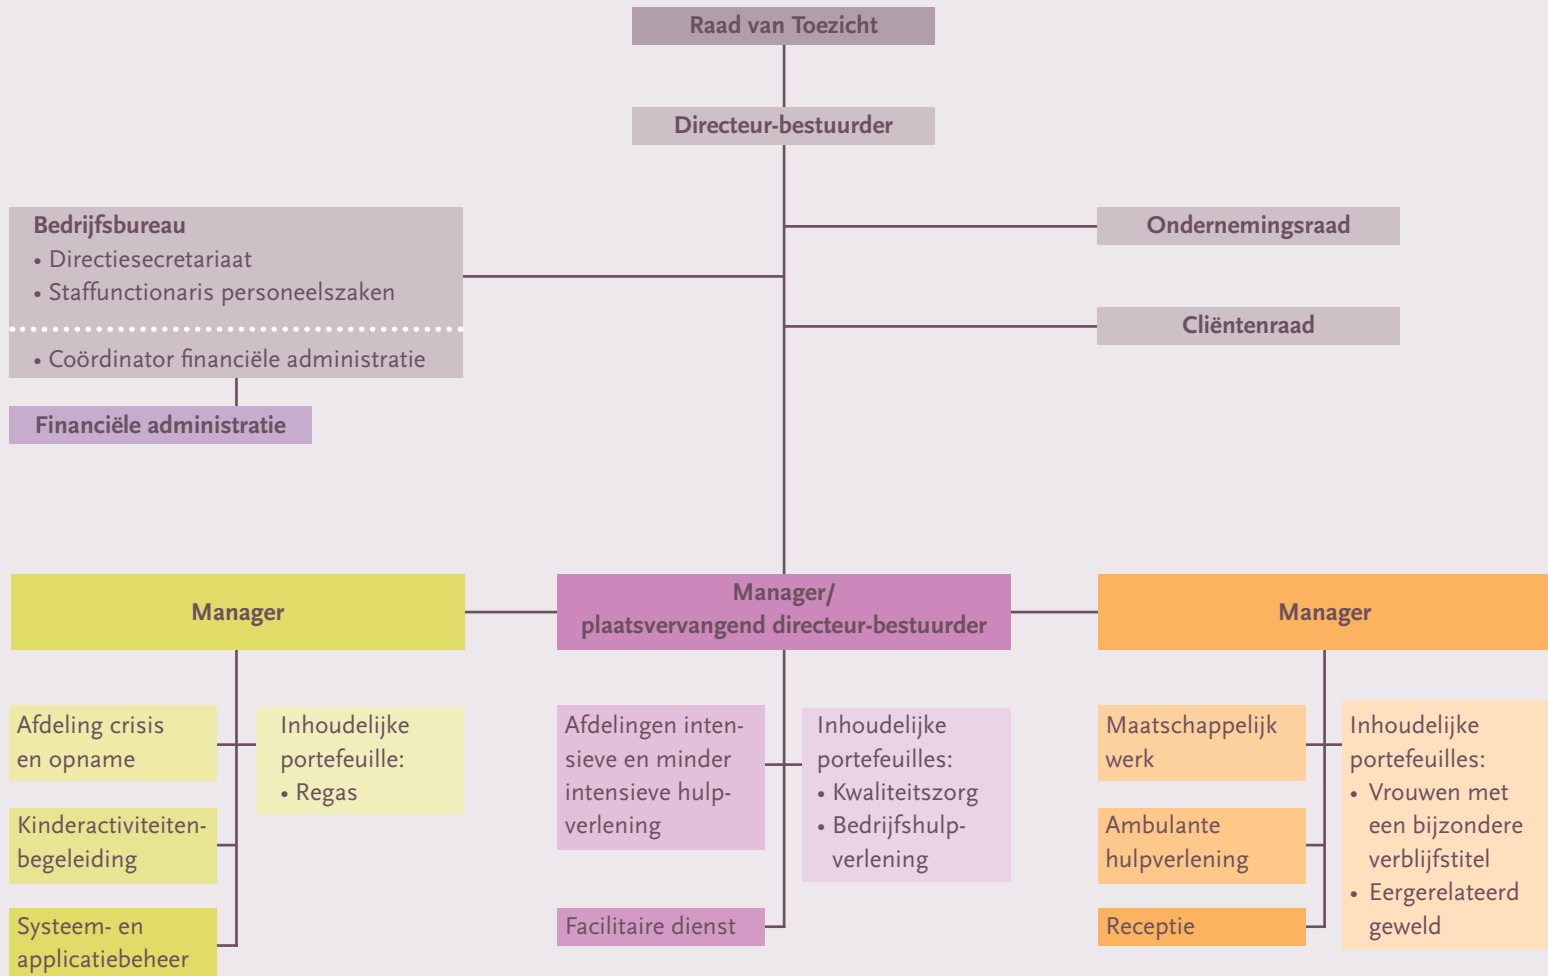 Raad van Toezicht
Directeur-bestuurder
Bedrijfsbureau
• Directiesecretariaat
• Staffunctionaris personeelszaken
• Coördinator financiële administratie
Financiële administratie
Ondernemingsraad
Cliëntenraad
Manager
Afdeling crisis
en opname
Kinderactiviteiten-
begeleiding
Systeem- en
applicatiebeheer
Inhoudelijke
portefeuille:
• Regas
Manager/
plaatsvervangend directeur-bestuurder
Afdelingen inten-
sieve en minder
intensieve hulp-
verlening
Facilitaire dienst
Inhoudelijke
portefeuilles:
• Kwaliteitszorg
• Bedrijfshulp-
verlening
Manager
Maatschappelijk
werk
Ambulante
hulpverlening
Receptie
Inhoudelijke
portefeuilles:
• Vrouwen met
een bijzondere
verblijfstitel
• Eergerelateerd
geweld